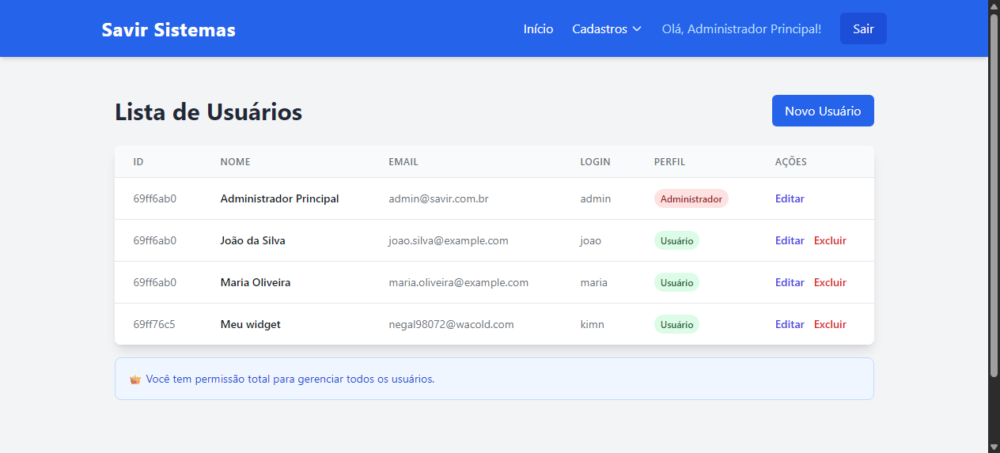 Savir Sistemas Início Cadastros Olá, Administrador Principal! Sair
Lista de Usuários Novo Usuário
ID NOME EMAIL LOGIN PERFIL AÇÕES
69ff6ab0 Administrador Principal admin@savir.com.br admin Administrador Editar
69ff6ab0 João da Silva joao.silva@example.com joao Usuário Editar Excluir
69ff6ab0 Maria Oliveira maria.oliveira@example.com maria Usuário Editar Excluir
69ff76c5 Meu widget negal98072@wacold.com kimn Usuário Editar Excluir
👑 Você tem permissão total para gerenciar todos os usuários.